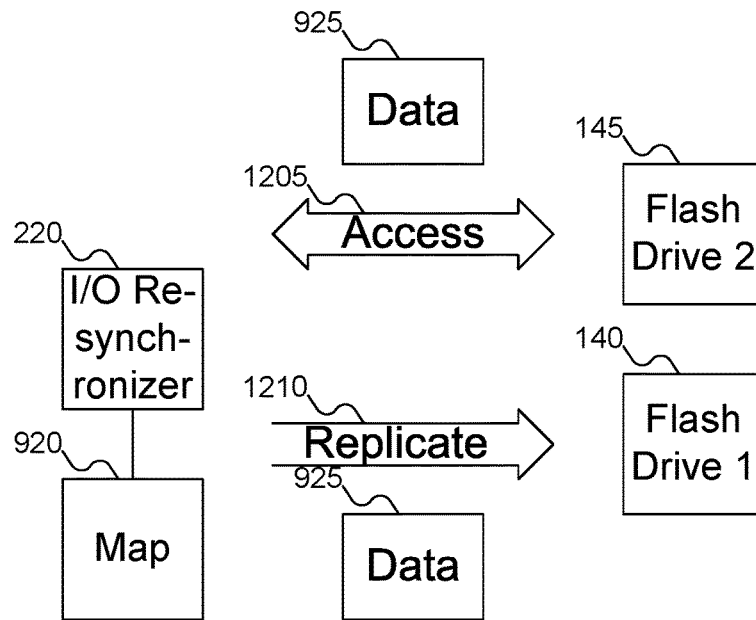 925
Data
145
1205
Access
Flash
Drive 2
220
I/O Re-
synch-
ronizer
140
1210
Replicate
Flash
Drive 1
920
925
Map
Data